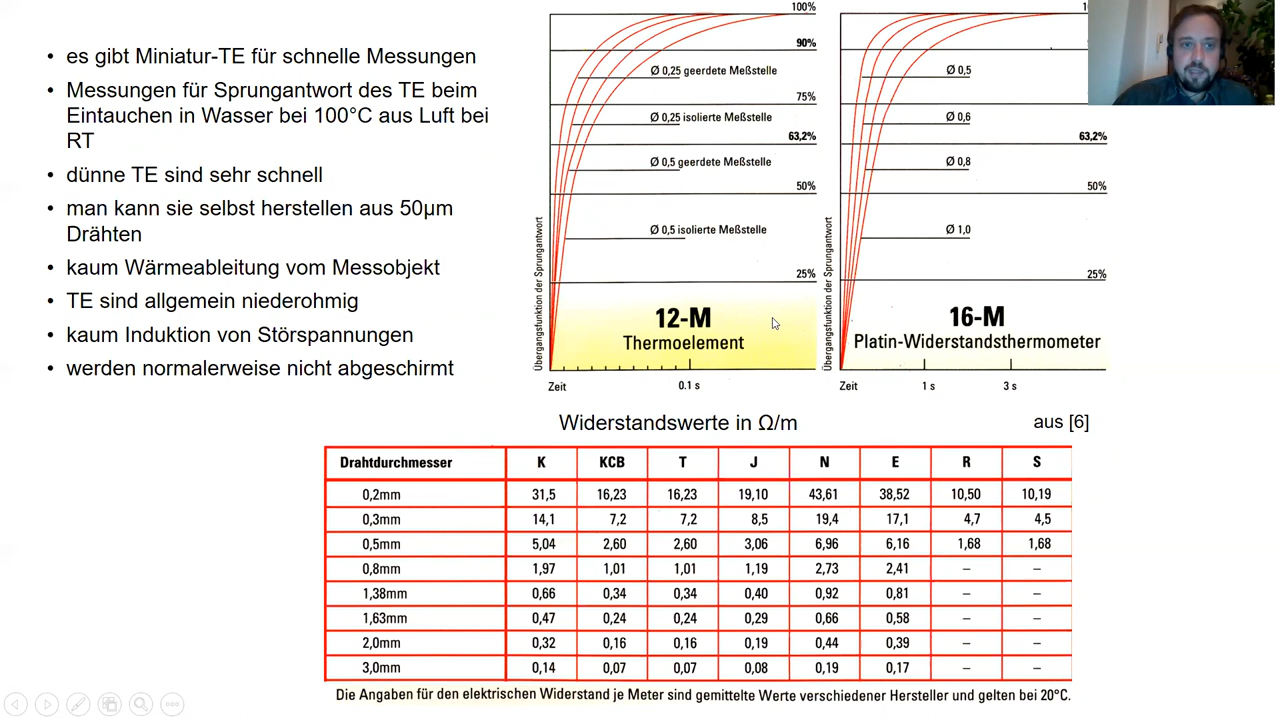 • es gibt Miniatur-TE für schnelle Messungen
• Messungen für Sprungantwort des TE beim
Eintauchen in Wasser bei 100°C aus Luft bei
RT
• dünne TE sind sehr schnell
• man kann sie selbst herstellen aus 50µm
Drähten
• kaum Wärmeableitung vom Messobjekt
• TE sind allgemein niederohmig
• kaum Induktion von Störspannungen
• werden normalerweise nicht abgeschirmt
100%
90%
Ø 0,25 geerdete Meßstelle
75%
Ø 0,25 isolierte Meßstelle
63,2%
Ø 0,5 geerdete Meßstelle
50%
Ø 0,5 isolierte Meßstelle
25%
Übergangsfunktion der Sprungantwort
12-M
Thermoelement
Zeit 0.1 s
Ø 0,5
Ø 0,6
63,2%
Ø 0,8
50%
Ø 1,0
25%
Übergangsfunktion der Sprungantwort
16-M
Platin-Widerstandsthermometer
Zeit 1 s 3 s
Widerstandswerte in Ω/m
aus [6]
Drahtdurchmesser K KCB T J N E R S
0,2mm 31,5 16,23 16,23 19,10 43,61 38,52 10,50 10,19
0,3mm 14,1 7,2 7,2 8,5 19,4 17,1 4,7 4,5
0,5mm 5,04 2,60 2,60 3,06 6,96 6,16 1,68 1,68
0,8mm 1,97 1,01 1,01 1,19 2,73 2,41 – –
1,38mm 0,66 0,34 0,34 0,40 0,92 0,81 – –
1,63mm 0,47 0,24 0,24 0,29 0,66 0,58 – –
2,0mm 0,32 0,16 0,16 0,19 0,44 0,39 – –
3,0mm 0,14 0,07 0,07 0,08 0,19 0,17 – –
Die Angaben für den elektrischen Widerstand je Meter sind gemittelte Werte verschiedener Hersteller und gelten bei 20°C.